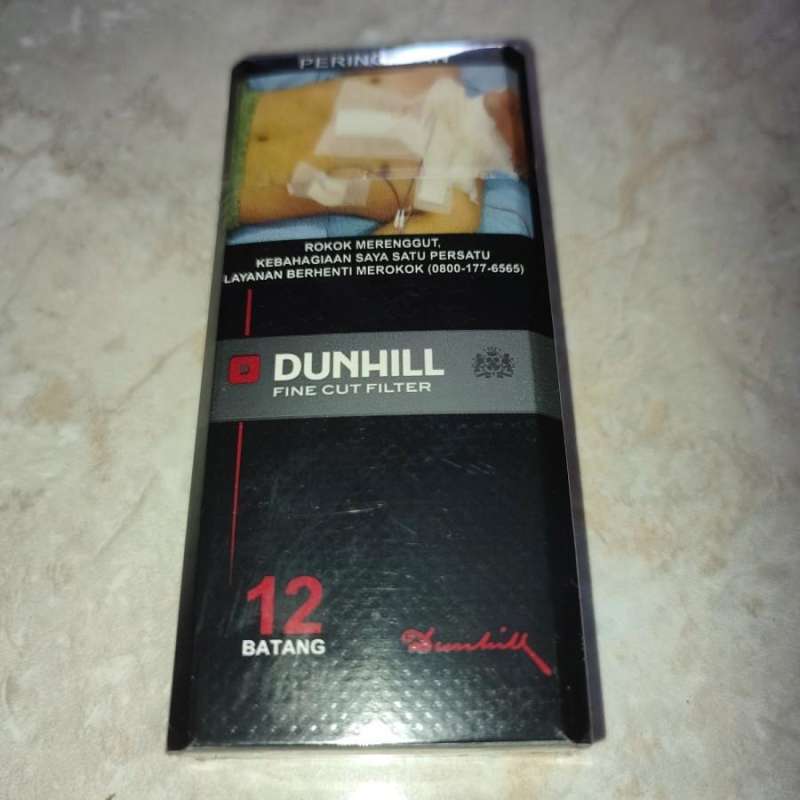 PERINGATAN
ROKOK MERENGGUT,
KEBAHAGIAAN SAYA SATU PERSATU
LAYANAN BERHENTI MEROKOK (0800-177-6565)
D
DUNHILL
FINE CUT FILTER
12
BATANG
Dunhill